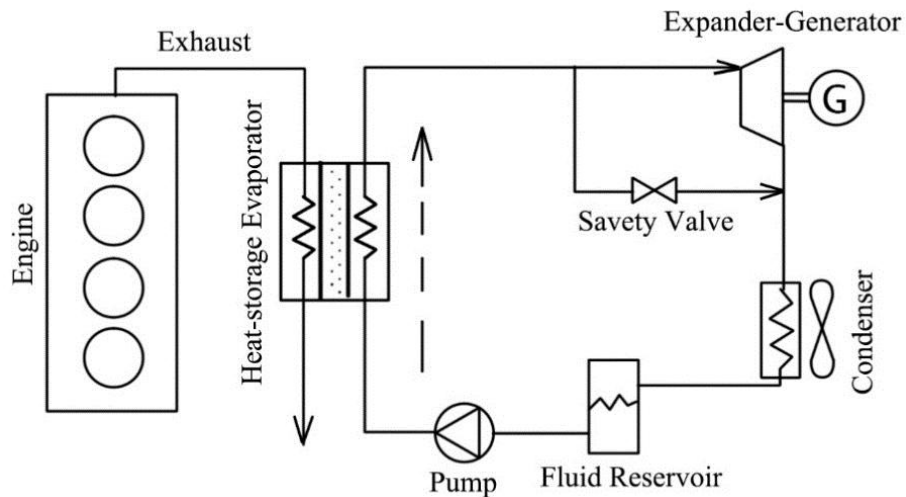 Expander-Generator
Exhaust
G
Heat-storage Evaporator
Savety Valve
Engine
Condenser
Fluid Reservoir
Pump